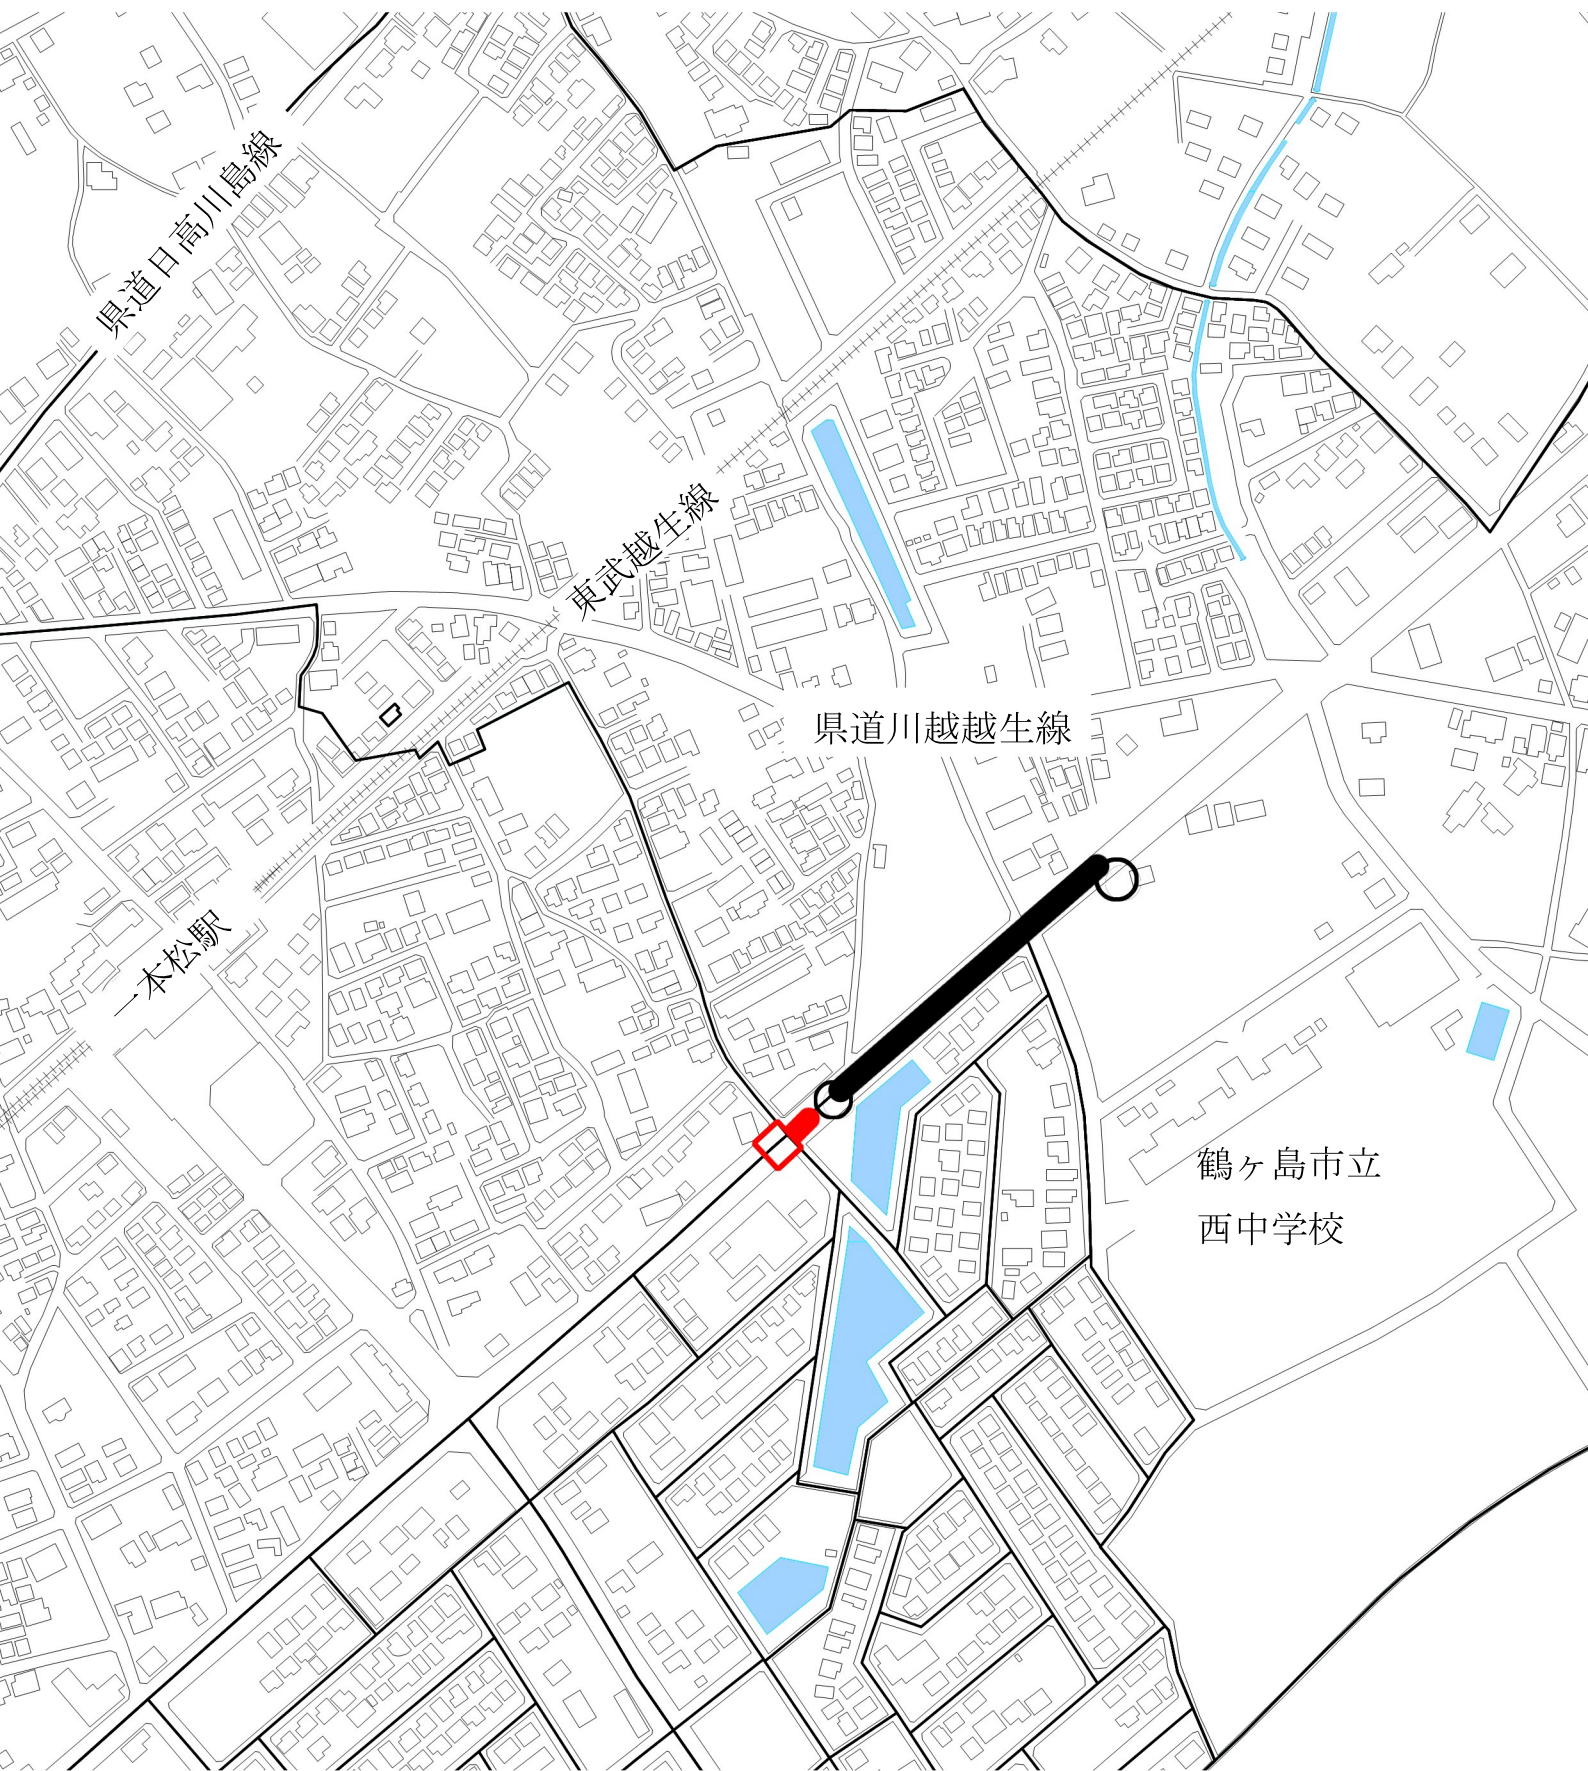 県道日高川島線
東武越生線
県道川越越生線
一本松駅
鶴ヶ島市立
西中学校